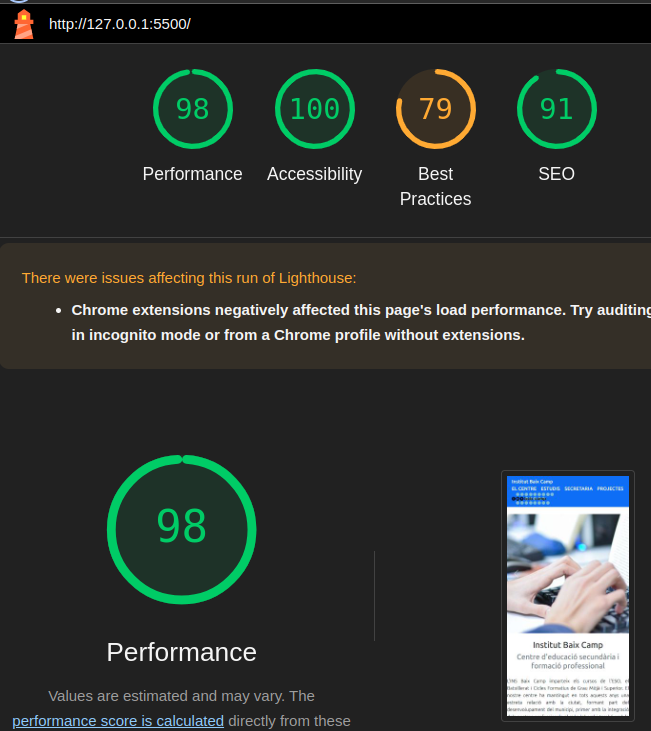 http://127.0.0.1:5500/
98
100
79
91
Performance
Accessibility
Best
Practices
SEO
There were issues affecting this run of Lighthouse:
• Chrome extensions negatively affected this page's load performance. Try auditing
in incognito mode or from a Chrome profile without extensions.
98
Performance
Values are estimated and may vary. The
performance score is calculated directly from these
Institut Baix Camp
EL CENTRE ESTUDIS SECRETARIA PROJECTES
Institut Baix Camp
Centre d'educació secundària i
formació professional